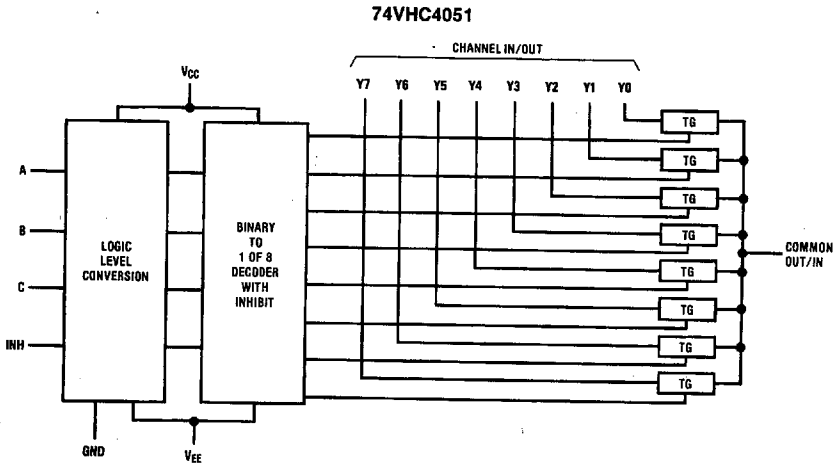 74VHC4051
CHANNEL IN/OUT
Y7 Y6 Y5 Y4 Y3 Y2 Y1 Y0
VCC
A
B
C
INH
LOGIC
LEVEL
CONVERSION
BINARY
TO
1 OF 8
DECODER
WITH
INHIBIT
TG
TG
TG
TG
TG
TG
TG
TG
COMMON
OUT/IN
GND
VEE